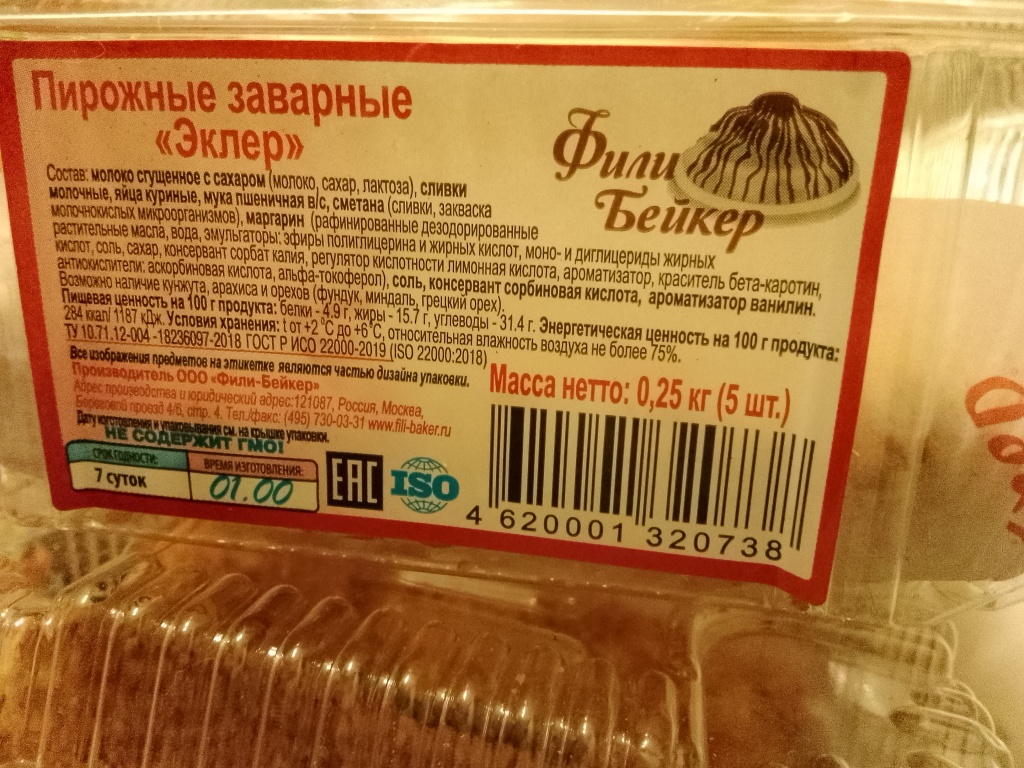 Пирожные заварные
«Эклер»
Фили
Бейкер
Состав: молоко сгущенное с сахаром (молоко, сахар, лактоза), сливки
молочные, яйца куриные, мука пшеничная в/с, сметана (сливки, закваска
молочнокислых микроорганизмов), маргарин (рафинированные дезодорированные
растительные масла, вода, эмульгаторы: эфиры полиглицерина и жирных кислот, моно- и диглицериды жирных
кислот, соль, сахар, консервант сорбат калия, регулятор кислотности лимонная кислота, ароматизатор, краситель бета-каротин,
антиокислители: аскорбиновая кислота, альфа-токоферол), соль, консервант сорбиновая кислота, ароматизатор ванилин.
Возможно наличие кунжута, арахиса и орехов (фундук, миндаль, грецкий орех).
Пищевая ценность на 100 г продукта: белки - 4,9 г, жиры - 15.7 г, углеводы - 31.4 г. Энергетическая ценность на 100 г продукта:
284 ккал/ 1187 кДж. Условия хранения: t от +2 °С до +6°С, относительная влажность воздуха не более 75%.
ТУ 10.71.12-004 -18236097-2018 ГОСТ Р ИСО 22000-2019 (ISO 22000:2018)
Все изображения предметов на этикетке являются частью дизайна упаковки.
Производитель ООО «Фили-Бейкер»
Адрес производства и юридический адрес:121087, Россия, Москва,
Береговой проезд 4/6, стр. 4. Тел./факс: (495) 730-03-31 www.fili-baker.ru
Дату изготовления и упаковывания см. на крышке упаковки.
НЕ СОДЕРЖИТ ГМО!
СРОК ГОДНОСТИ:
7 суток
ВРЕМЯ ИЗГОТОВЛЕНИЯ:
01.00
EAC
ISO
Масса нетто: 0,25 кг (5 шт.)
4 620001 320738